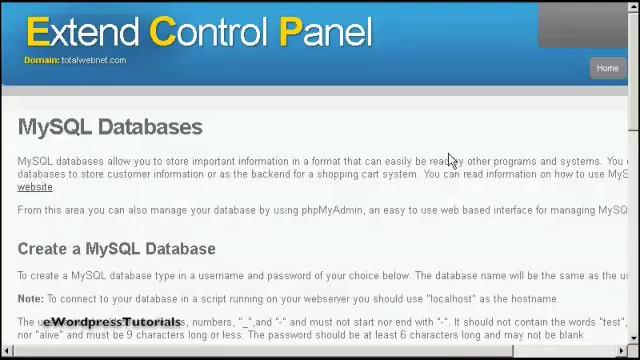 Extend Control Panel
Domain: totalwebnet.com
Home
MySQL Databases
MySQL databases allow you to store important information in a format that can easily be read by other programs and systems. You
databases to store customer information or as the backend for a shopping cart system. You can read information on how to use MyS
website.
From this area you can also manage your database by using phpMyAdmin, an easy to use web based interface for managing MySQ
Create a MySQL Database
To create a MySQL database type in a username and password of your choice below. The database name will be the same as the us
Note: To connect to your database in a script running on your webserver you should use "localhost" as the hostname.
The numbers, "_",and "-" and must not start nor end with "-". It should not contain the words "test",
eWordpressTutorials
nor "alive" and must be 9 characters long or less. The password should be at least 6 characters long and may not be blank.